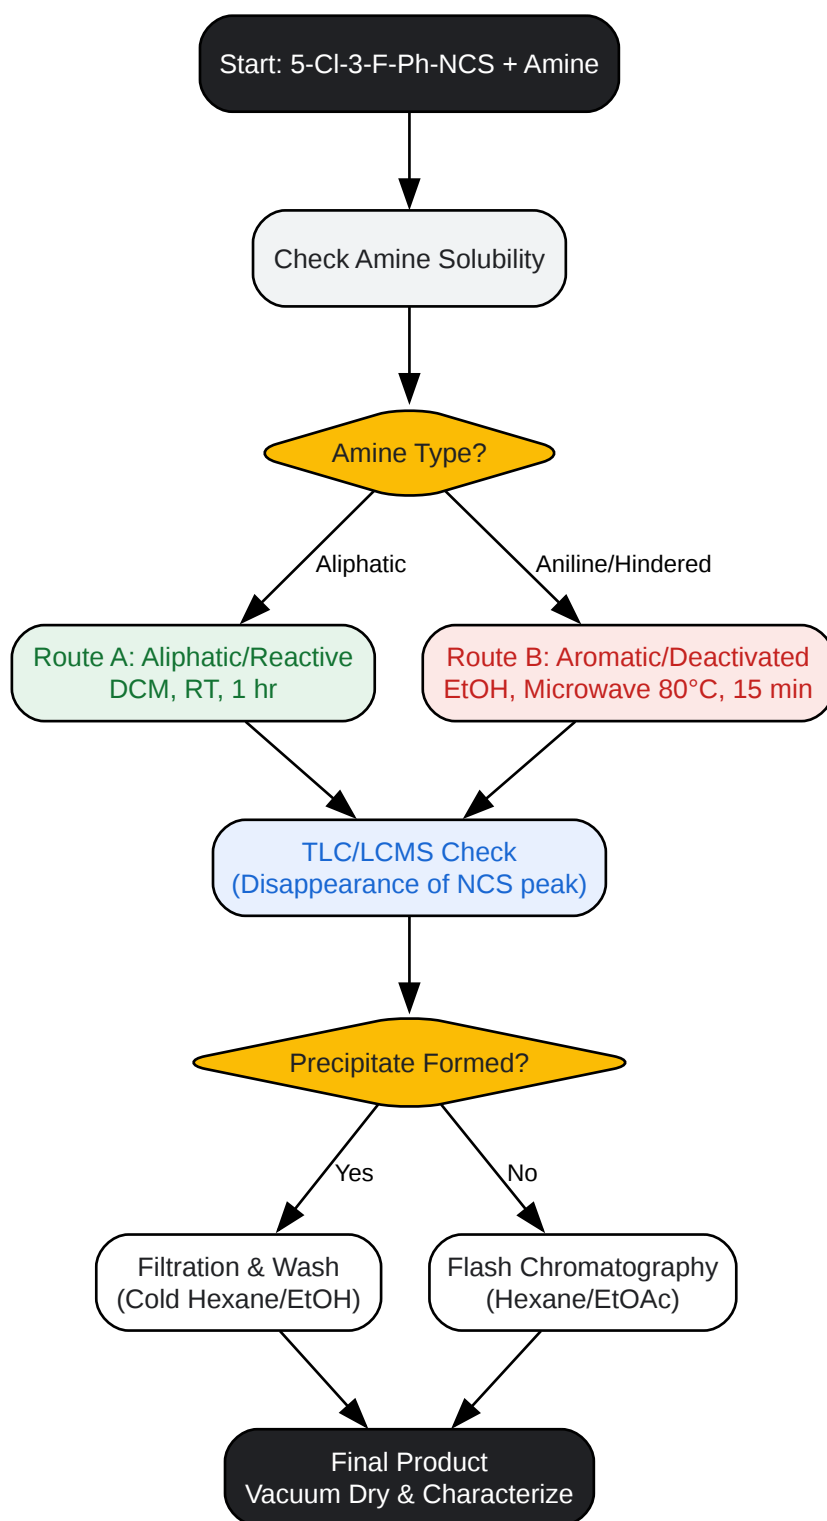 Start: 5-Cl-3-F-Ph-NCS + Amine
Check Amine Solubility
Amine Type?
Aliphatic
Aniline/Hindered
Route A: Aliphatic/Reactive
DCM, RT, 1 hr
Route B: Aromatic/Deactivated
EtOH, Microwave 80°C, 15 min
TLC/LCMS Check
(Disappearance of NCS peak)
Precipitate Formed?
Yes
No
Filtration & Wash
(Cold Hexane/EtOH)
Flash Chromatography
(Hexane/EtOAc)
Final Product
Vacuum Dry & Characterize